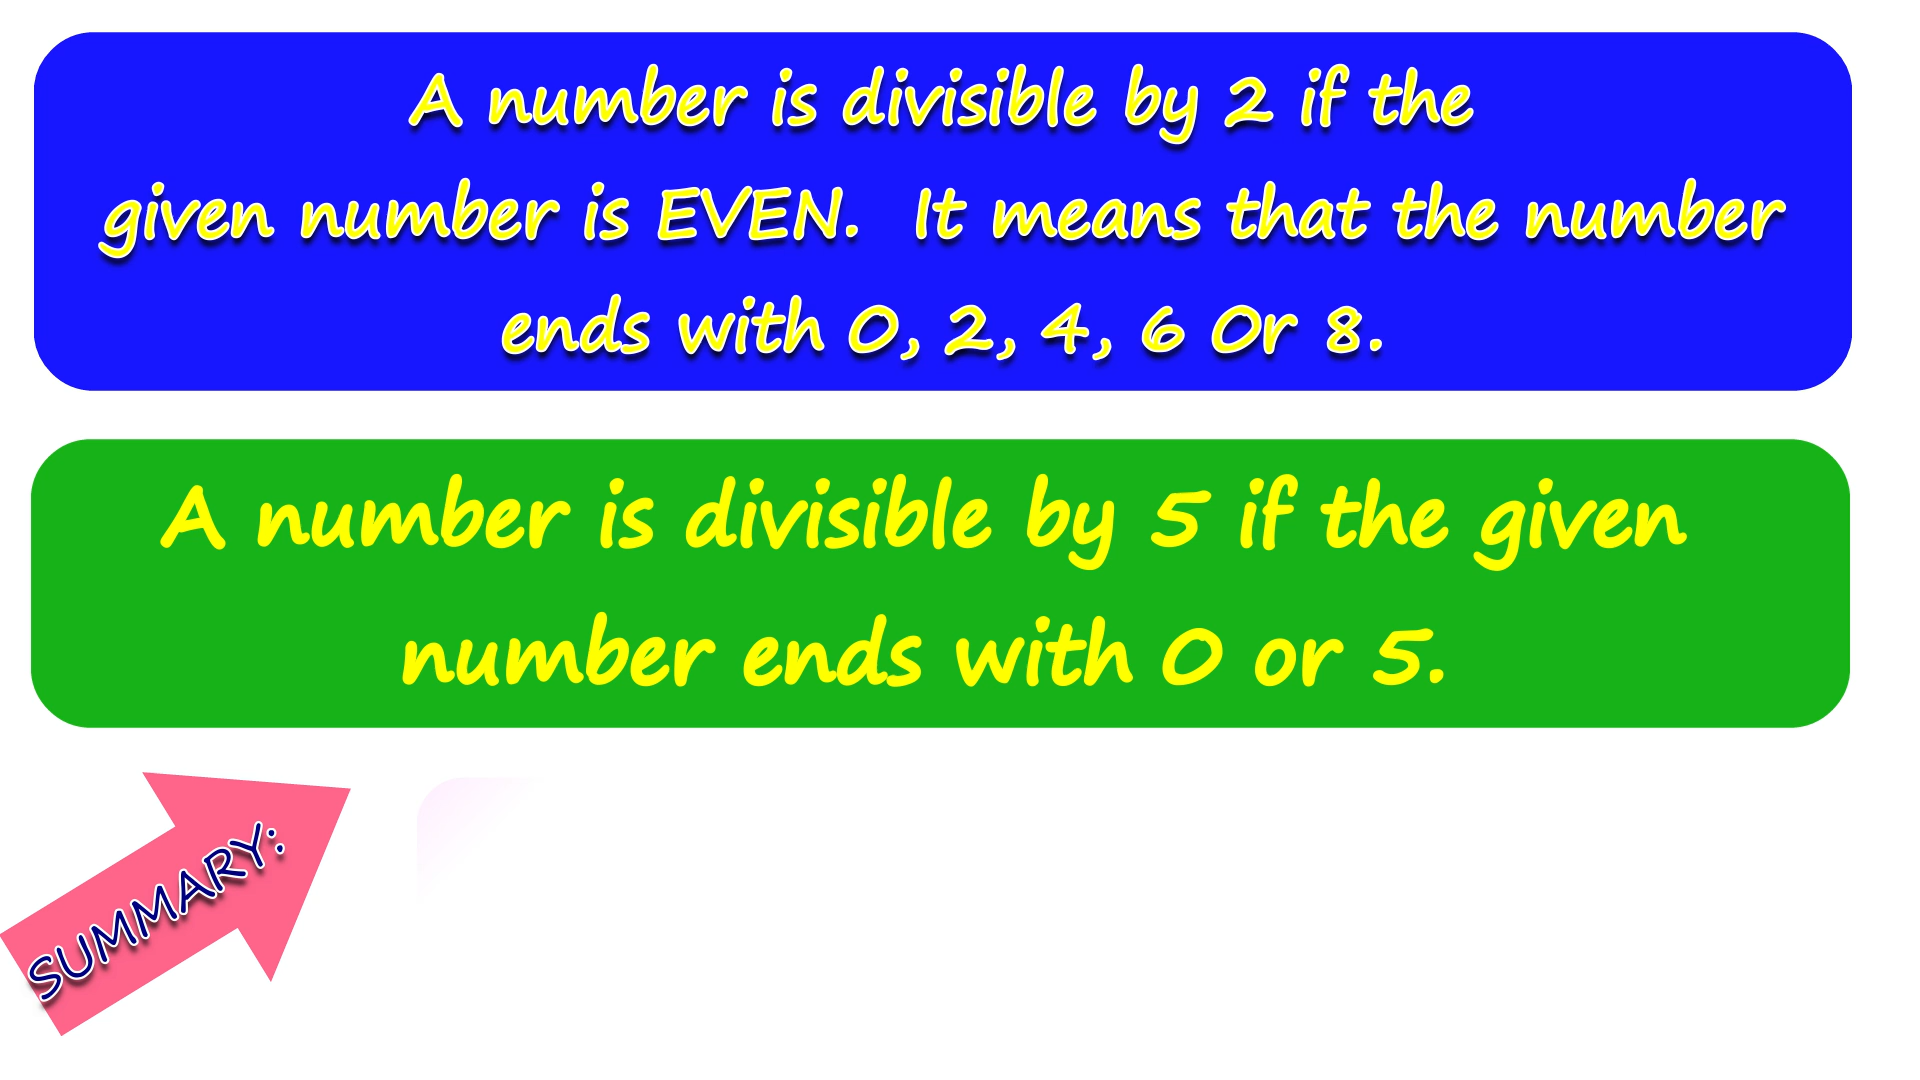 A number is divisible by 2 if the
given number is EVEN.  It means that the number
ends with 0, 2, 4, 6 Or 8.
A number is divisible by 5 if the given
number ends with 0 or 5.
SUMMARY: